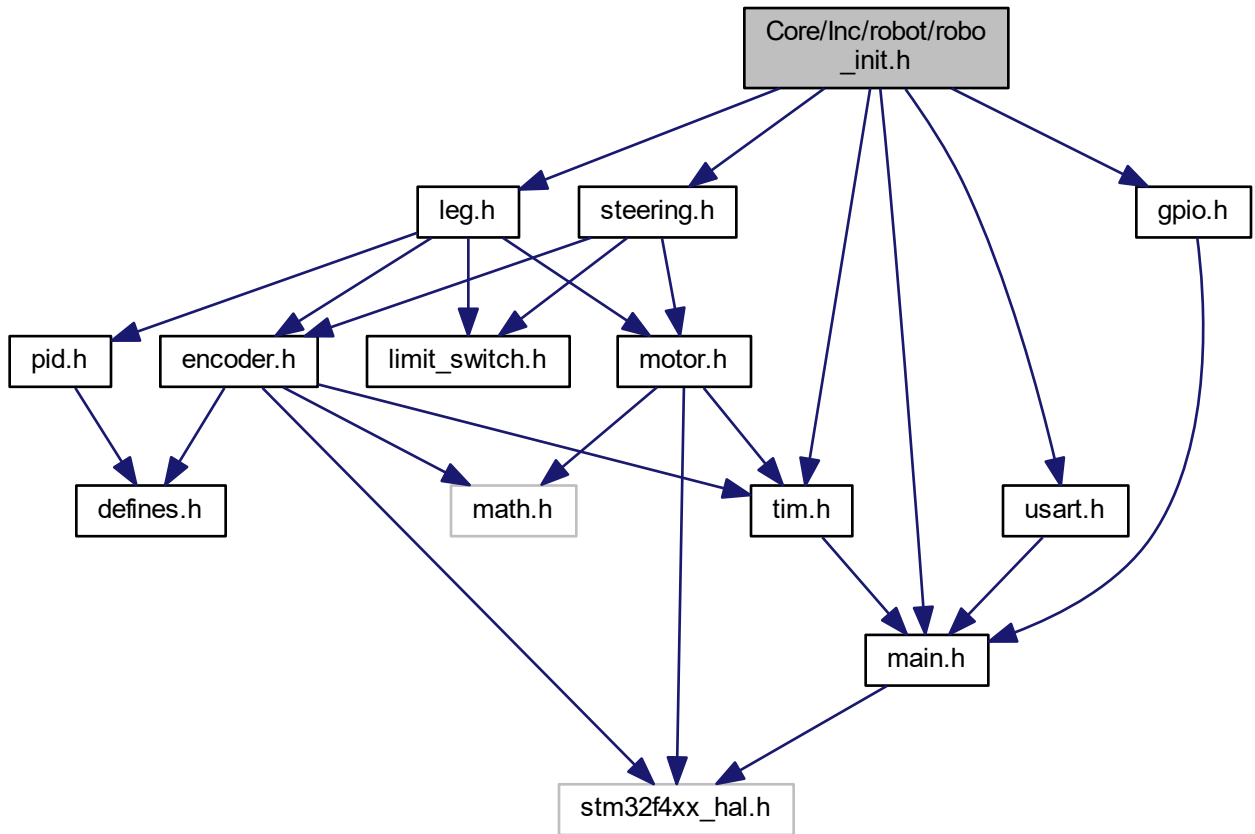 Core/Inc/robot/robo
_init.h
leg.h
steering.h
gpio.h
pid.h
encoder.h
limit_switch.h
motor.h
defines.h
math.h
tim.h
usart.h
main.h
stm32f4xx_hal.h